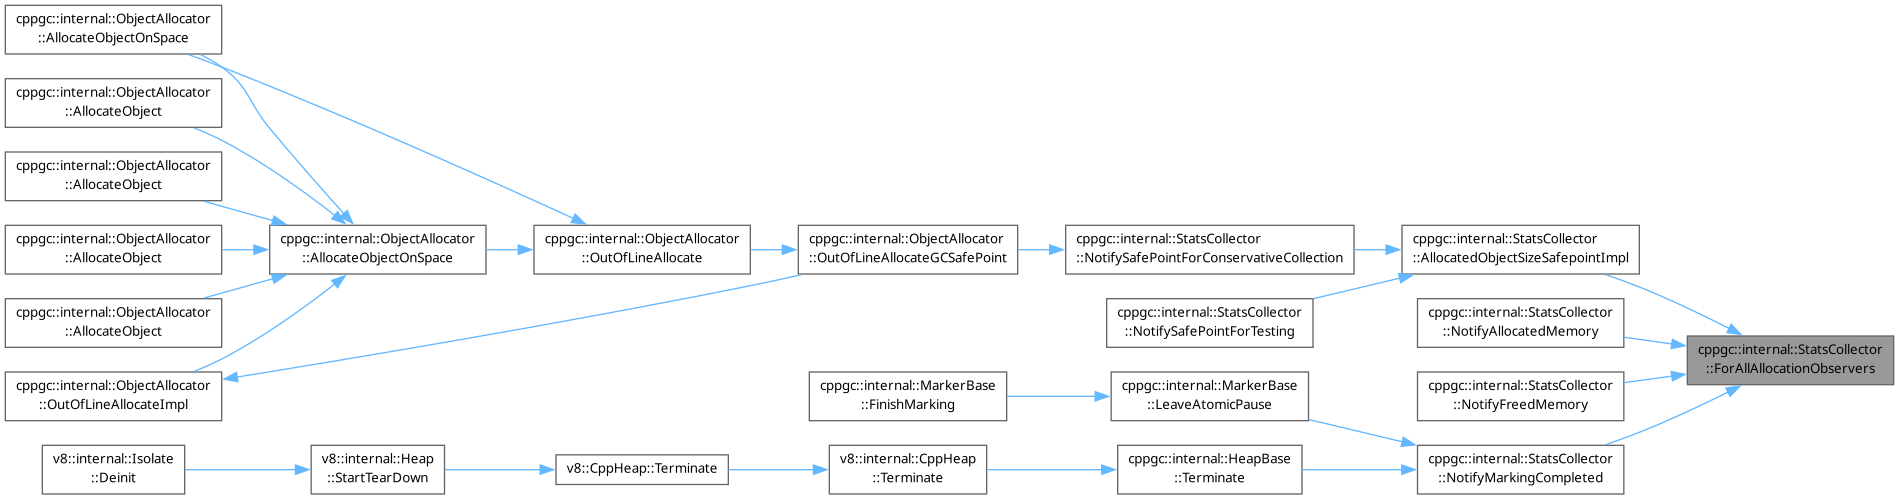 cppgc::internal::ObjectAllocator
::AllocateObjectOnSpace
cppgc::internal::ObjectAllocator
::AllocateObject
cppgc::internal::ObjectAllocator
::AllocateObject
cppgc::internal::ObjectAllocator
::AllocateObject
cppgc::internal::ObjectAllocator
::AllocateObject
cppgc::internal::ObjectAllocator
::OutOfLineAllocateImpl
cppgc::internal::ObjectAllocator
::AllocateObjectOnSpace
cppgc::internal::ObjectAllocator
::OutOfLineAllocate
cppgc::internal::ObjectAllocator
::OutOfLineAllocateGCSafePoint
cppgc::internal::StatsCollector
::NotifySafePointForConservativeCollection
cppgc::internal::StatsCollector
::AllocatedObjectSizeSafepointImpl
cppgc::internal::StatsCollector
::NotifySafePointForTesting
cppgc::internal::StatsCollector
::NotifyAllocatedMemory
cppgc::internal::StatsCollector
::ForAllAllocationObservers
cppgc::internal::StatsCollector
::NotifyFreedMemory
cppgc::internal::MarkerBase
::FinishMarking
cppgc::internal::MarkerBase
::LeaveAtomicPause
v8::internal::Isolate
::Deinit
v8::internal::Heap
::StartTearDown
v8::CppHeap::Terminate
v8::internal::CppHeap
::Terminate
cppgc::internal::HeapBase
::Terminate
cppgc::internal::StatsCollector
::NotifyMarkingCompleted